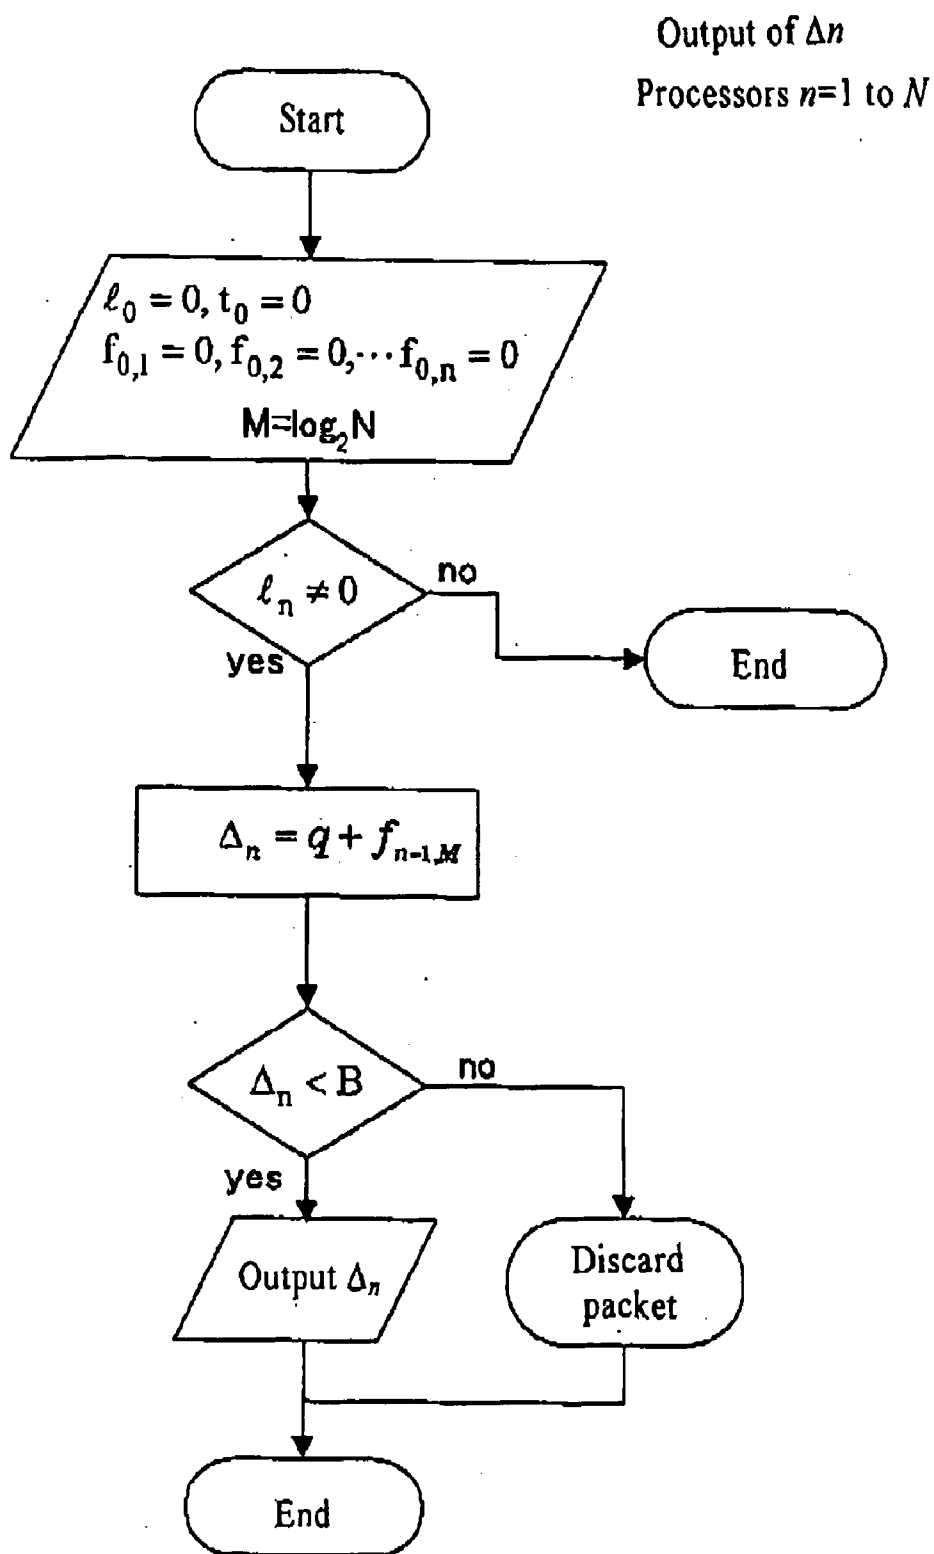 Output of Δn
Processors n=1 to N
Start
ℓ₀ = 0, t₀ = 0
f₀,₁ = 0, f₀,₂ = 0, ⋯ f₀,ₙ = 0
M=log₂N
ℓₙ ≠ 0
no
yes
End
Δₙ = q + fₙ₋₁,M
Δₙ < B
no
yes
Output Δₙ
Discard
packet
End